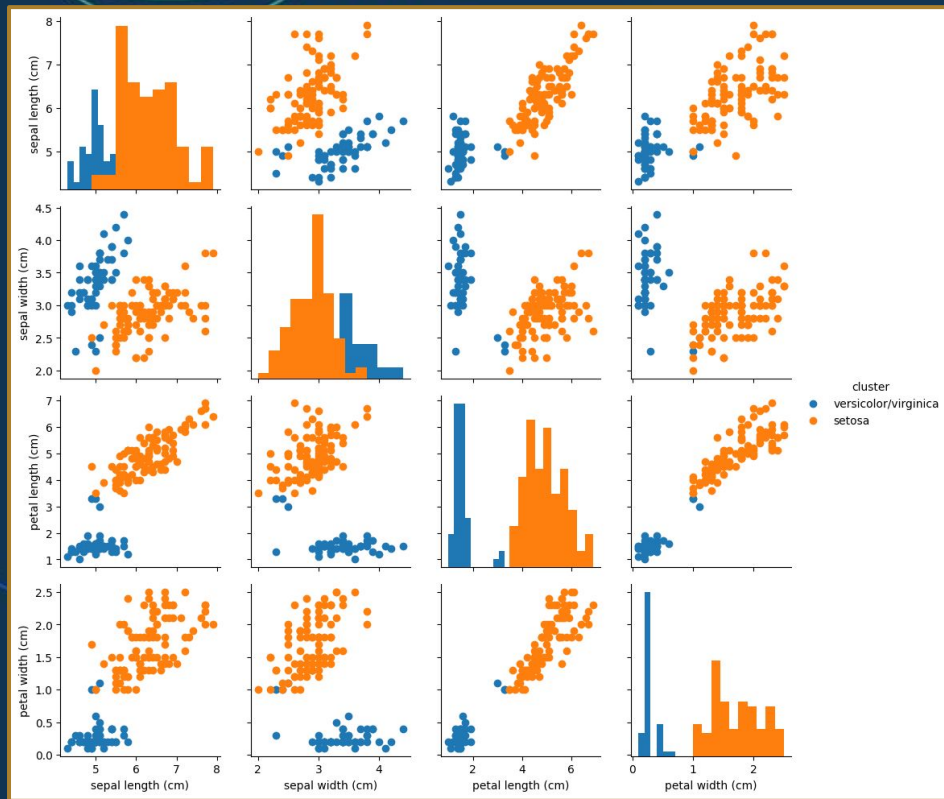 8
7
6
5
sepal length (cm)
4.5
4.0
3.5
3.0
2.5
2.0
sepal width (cm)
cluster
versicolor/virginica
setosa
7
6
5
4
3
2
1
petal length (cm)
2.5
2.0
1.5
1.0
0.5
0.0
petal width (cm)
5 6 7 8
2 3 4
2 4 6
0 1 2
sepal length (cm) sepal width (cm) petal length (cm) petal width (cm)